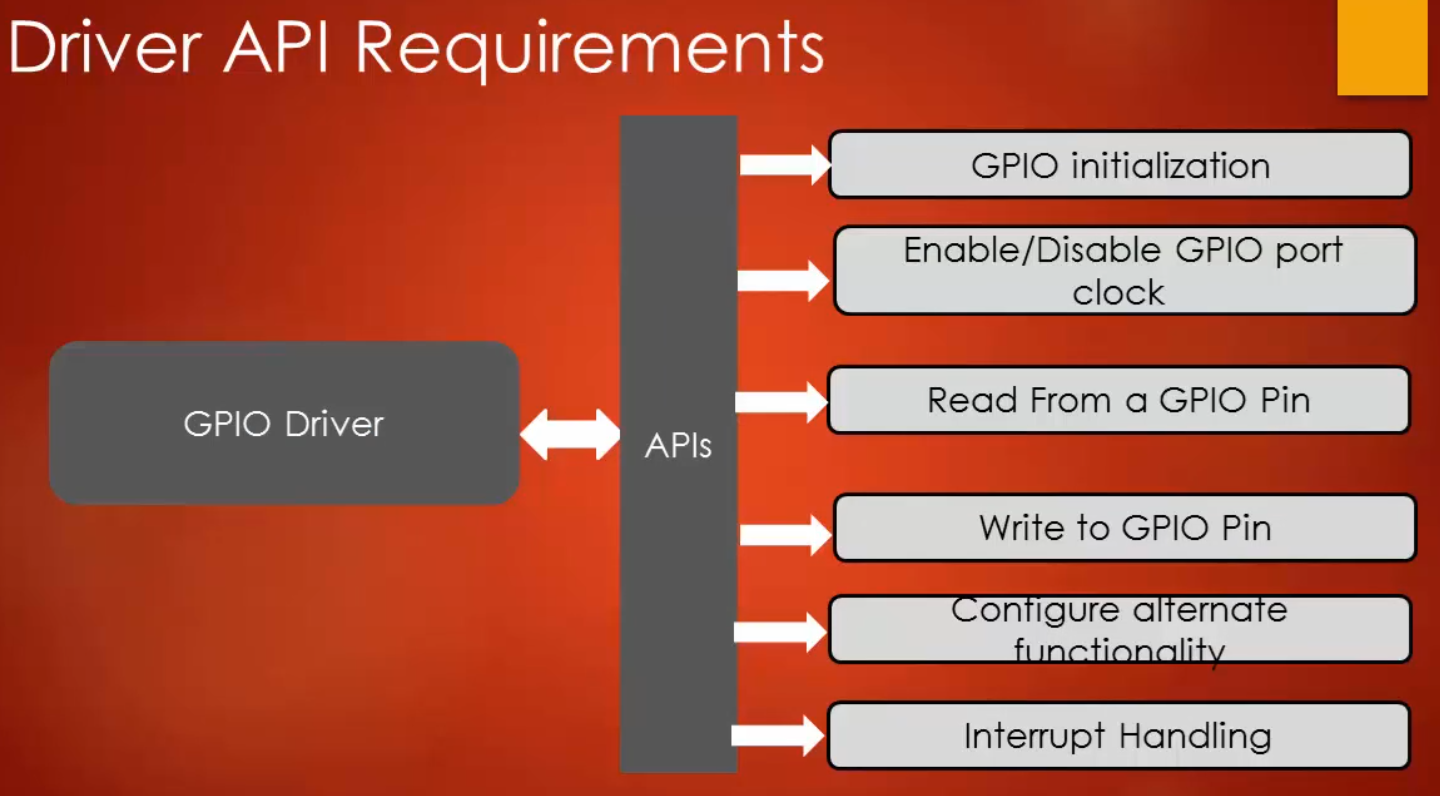 Driver API Requirements
GPIO Driver
APIs
GPIO initialization
Enable/Disable GPIO port
clock
Read From a GPIO Pin
Write to GPIO Pin
Configure alternate
functionality
Interrupt Handling